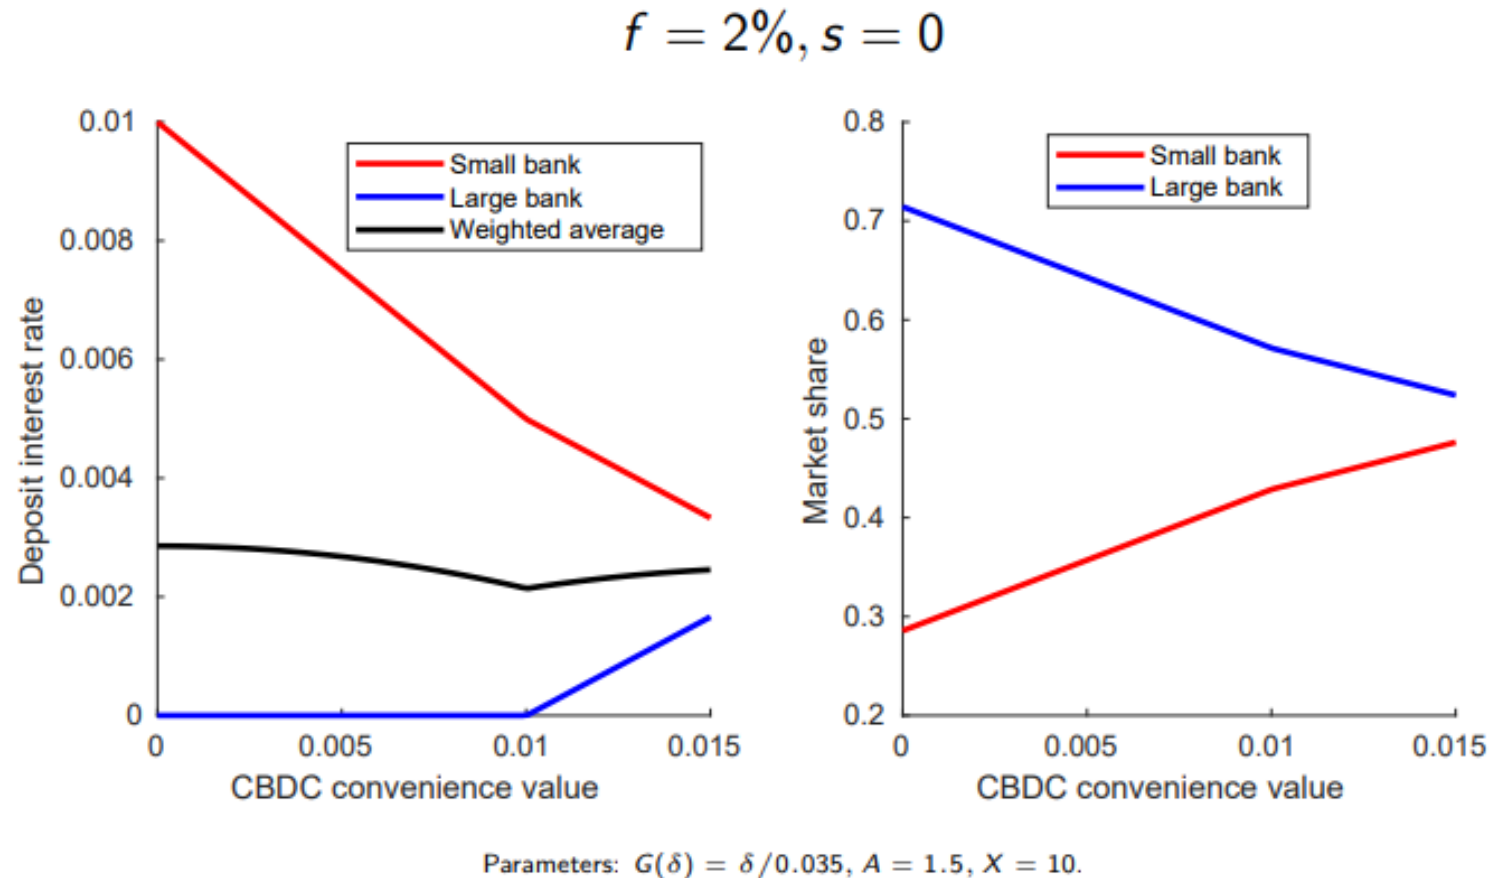 f = 2%, s = 0
Deposit interest rate
0.01
0.008
0.006
0.004
0.002
0
Small bank
Large bank
Weighted average
0 0.005 0.01 0.015
CBDC convenience value
Market share
0.8
0.7
0.6
0.5
0.4
0.3
0.2
Small bank
Large bank
0 0.005 0.01 0.015
CBDC convenience value
Parameters: G(δ) = δ/0.035, A = 1.5, X = 10.